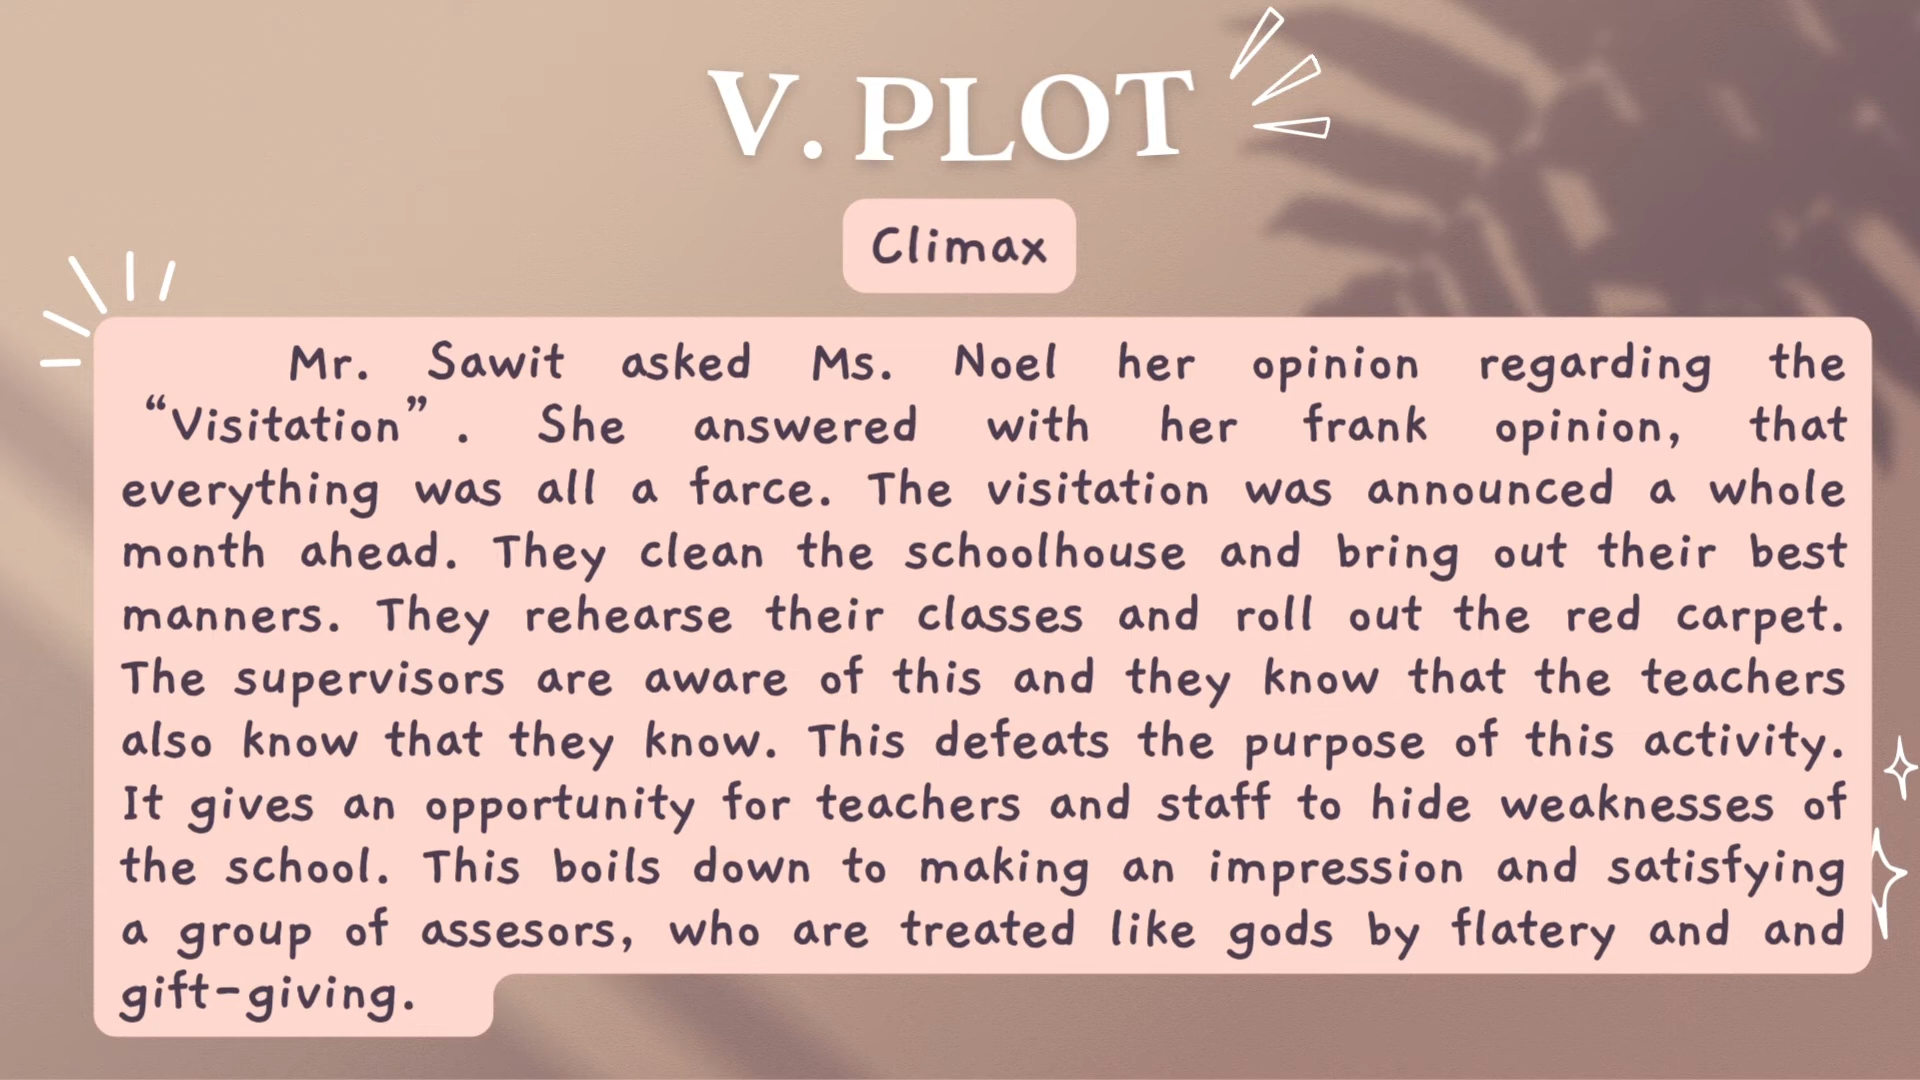 V. PLOT
Climax
Mr. Sawit asked Ms. Noel her opinion regarding the
“Visitation”. She answered with her frank opinion, that
everything was all a farce. The visitation was announced a whole
month ahead. They clean the schoolhouse and bring out their best
manners. They rehearse their classes and roll out the red carpet.
The supervisors are aware of this and they know that the teachers
also know that they know. This defeats the purpose of this activity.
It gives an opportunity for teachers and staff to hide weaknesses of
the school. This boils down to making an impression and satisfying
a group of assesors, who are treated like gods by flatery and and
gift-giving.